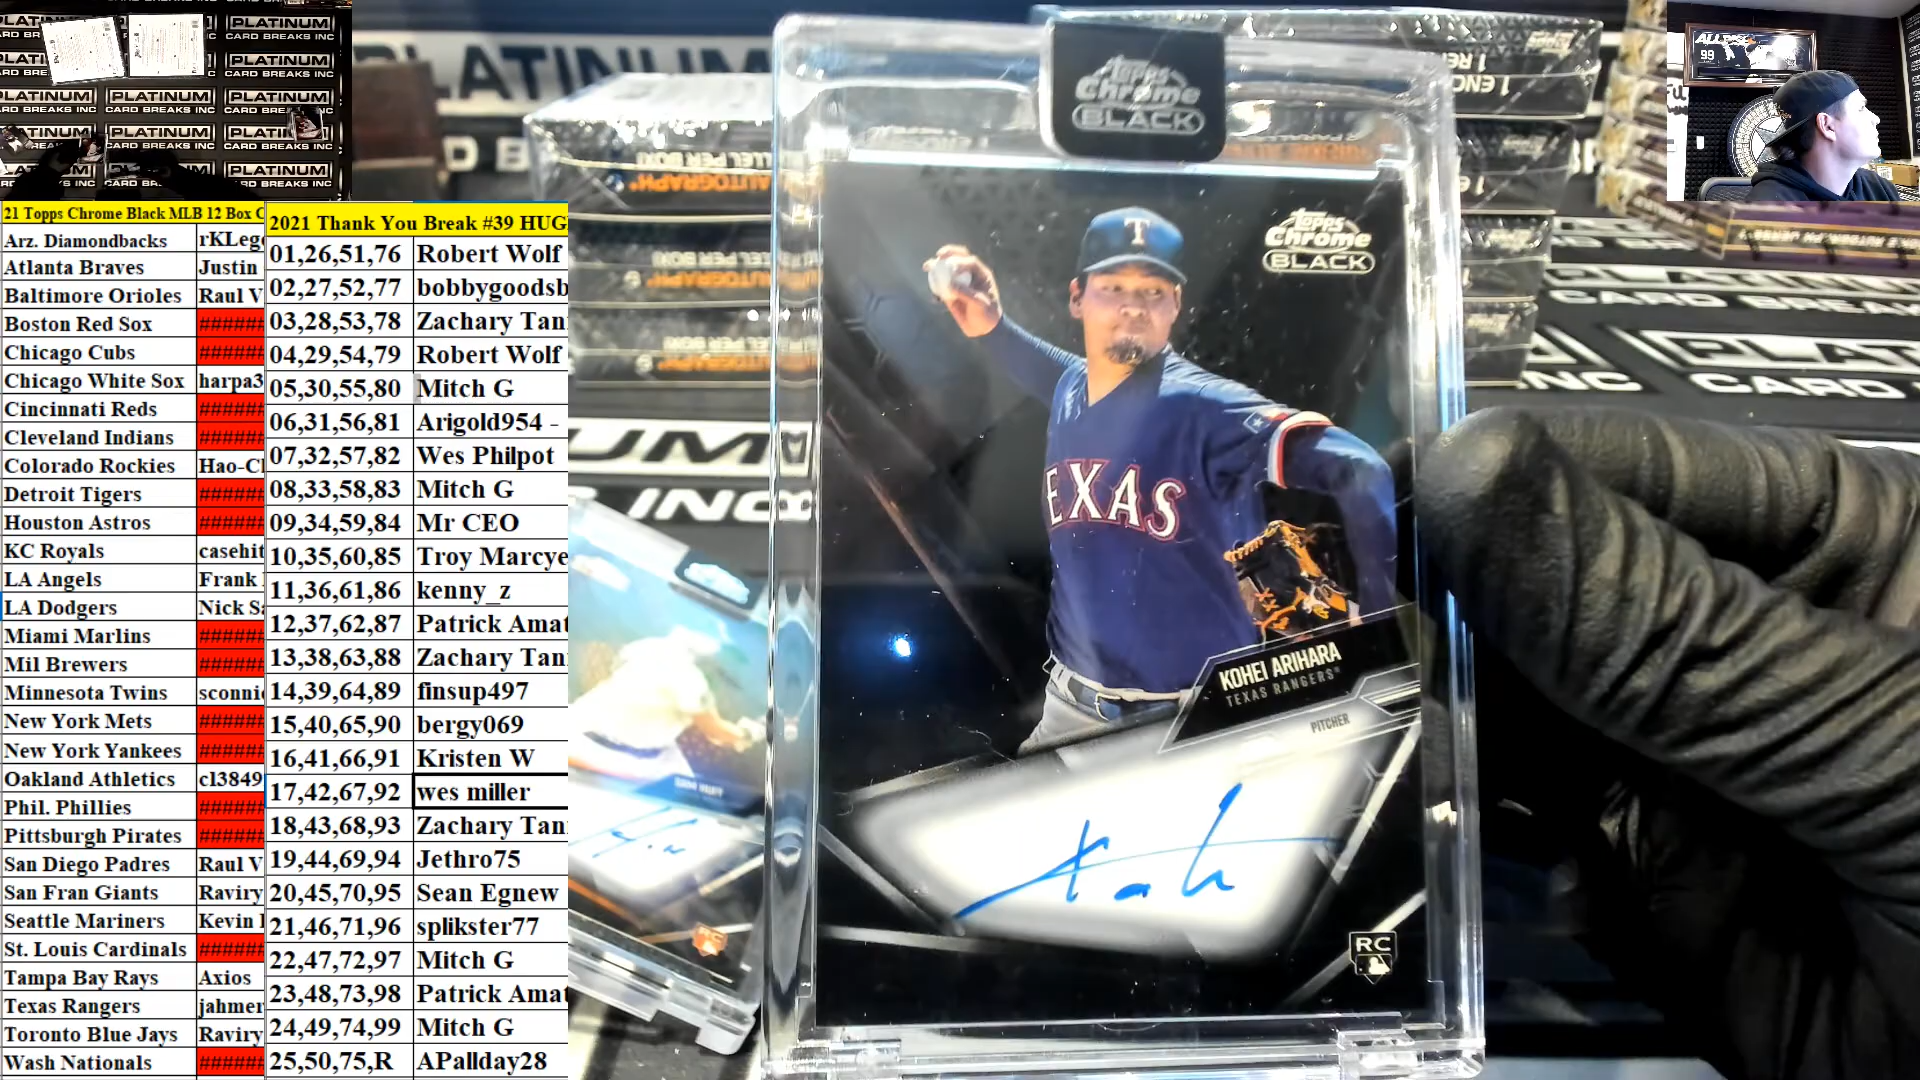 PLATINUM
CARD BREAKS INC
21 Topps Chrome Black MLB 12 Box C
Arz. Diamondbacks rKLeg
Atlanta Braves Justin
Baltimore Orioles Raul V
Boston Red Sox ######
Chicago Cubs ######
Chicago White Sox harpa3
Cincinnati Reds ######
Cleveland Indians ######
Colorado Rockies Hao-Cl
Detroit Tigers ######
Houston Astros ######
KC Royals casehit
LA Angels Frank
LA Dodgers Nick Sa
Miami Marlins ######
Mil Brewers ######
Minnesota Twins sconni
New York Mets ######
New York Yankees ######
Oakland Athletics cl3849
Phil. Phillies ######
Pittsburgh Pirates ######
San Diego Padres Raul V
San Fran Giants Raviry
Seattle Mariners Kevin
St. Louis Cardinals ######
Tampa Bay Rays Axios
Texas Rangers jahmer
Toronto Blue Jays Raviry
Wash Nationals ######
2021 Thank You Break #39 HUG
01,26,51,76 Robert Wolf
02,27,52,77 bobbygoodsb
03,28,53,78 Zachary Tan
04,29,54,79 Robert Wolf
05,30,55,80 Mitch G
06,31,56,81 Arigold954 -
07,32,57,82 Wes Philpot
08,33,58,83 Mitch G
09,34,59,84 Mr CEO
10,35,60,85 Troy Marcye
11,36,61,86 kenny_z
12,37,62,87 Patrick Amat
13,38,63,88 Zachary Tan
14,39,64,89 finsup497
15,40,65,90 bergy069
16,41,66,91 Kristen W
17,42,67,92 wes miller
18,43,68,93 Zachary Tan
19,44,69,94 Jethro75
20,45,70,95 Sean Egnew
21,46,71,96 splikster77
22,47,72,97 Mitch G
23,48,73,98 Patrick Amat
24,49,74,99 Mitch G
25,50,75,R APallday28
Topps
Chrome
BLACK
Topps
Chrome
BLACK
T
EXAS
KOHEI ARIHARA
TEXAS RANGERS
PITCHER
RC
SAM HUFF
RC
99